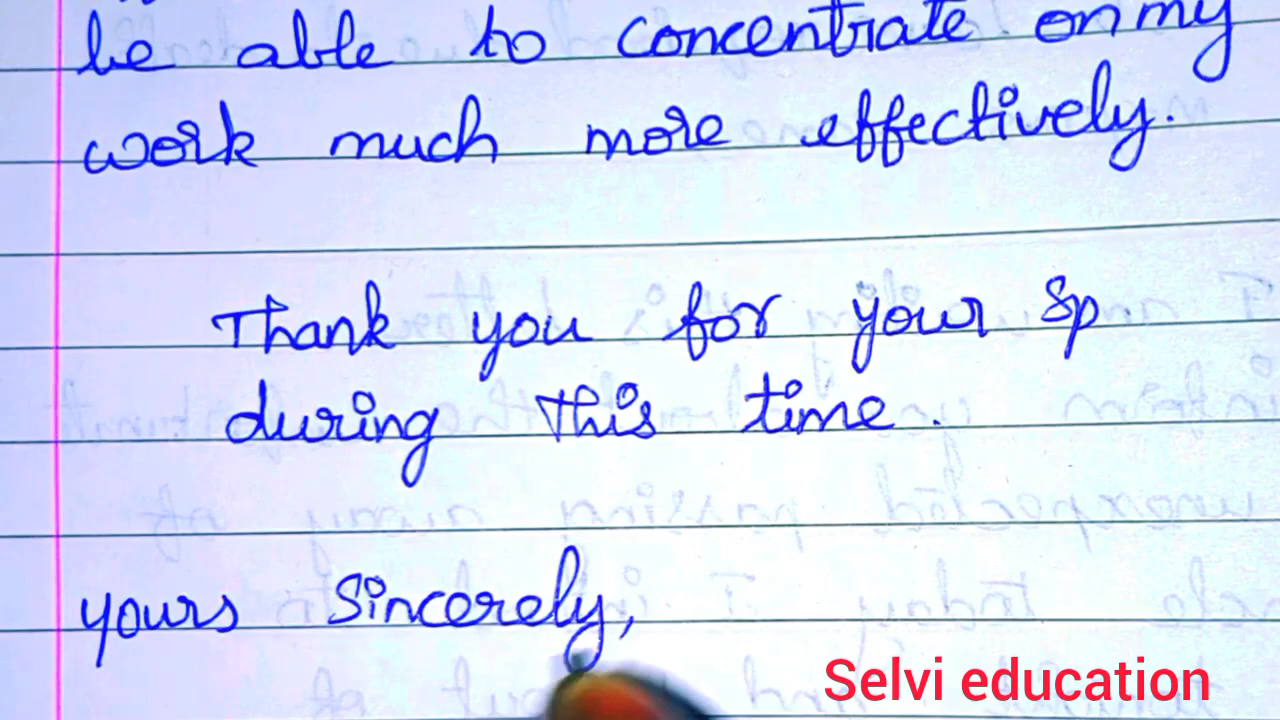 be able to concentrate on my
work much more effectively.
Thank you for your sp
during this time.
yours Sincerely,
Selvi education